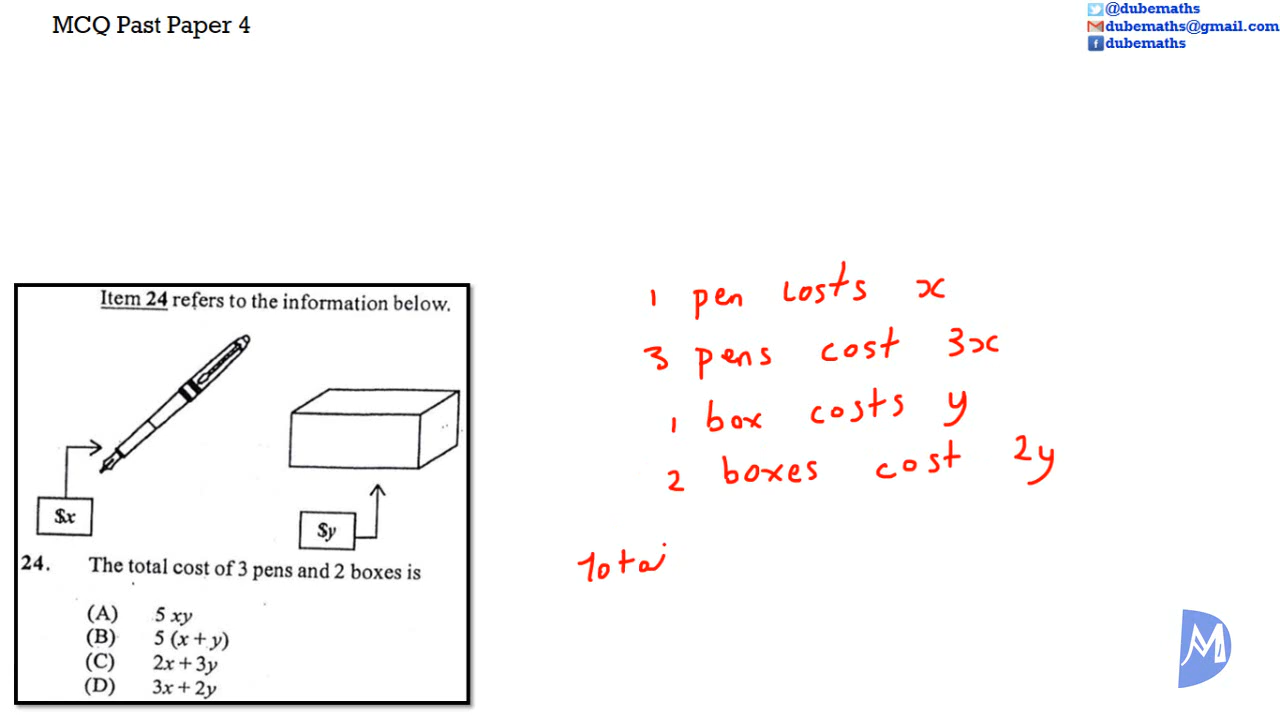 MCQ Past Paper 4
@dubemaths
dubemaths@gmail.com
dubemaths
Item 24 refers to the information below.
$x
$y
24. The total cost of 3 pens and 2 boxes is
(A) 5 xy
(B) 5 (x + y)
(C) 2x + 3y
(D) 3x + 2y
1 pen costs x
3 pens cost 3x
1 box costs y
2 boxes cost 2y
Total
M